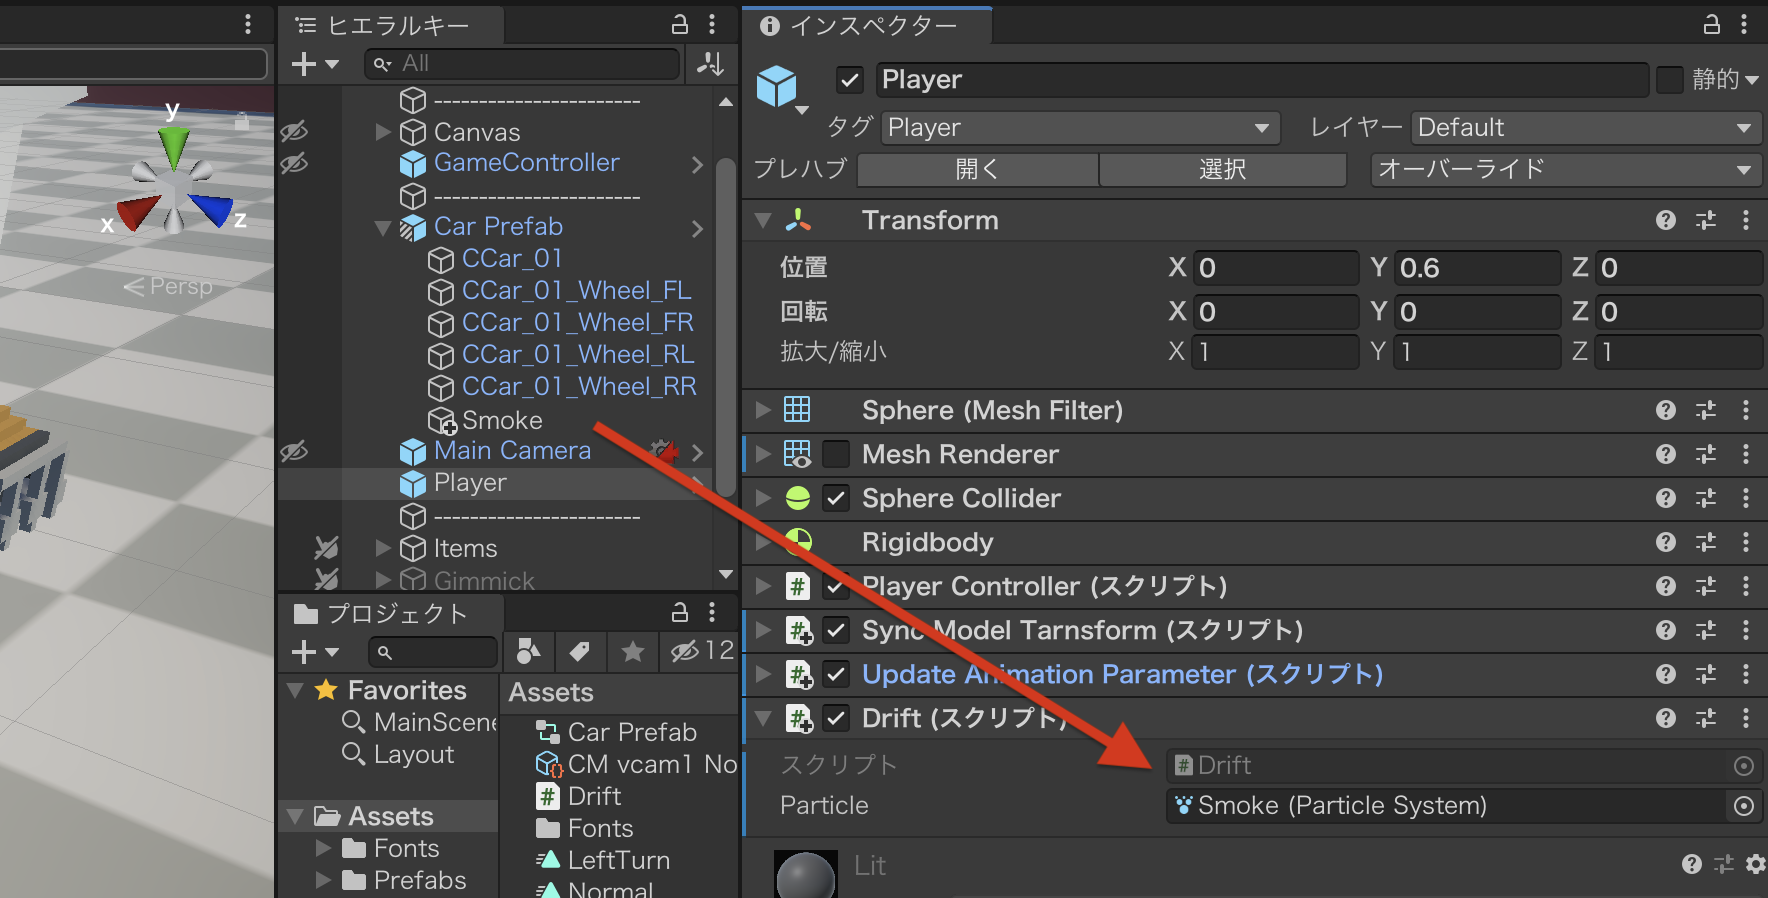 y
x
z
Persp
ヒエラルキー
All
------------------------
Canvas
GameController
------------------------
Car Prefab
CCar_01
CCar_01_Wheel_FL
CCar_01_Wheel_FR
CCar_01_Wheel_RL
CCar_01_Wheel_RR
Smoke
Main Camera
Player
------------------------
Items
Gimmick
プロジェクト
12
Favorites
MainScene
Layout
Assets
Fonts
Prefabs
Assets
Car Prefab
CM vcam1 No
Drift
Fonts
LeftTurn
Normal
インスペクター
Player 静的
タグ Player レイヤー Default
プレハブ 開く 選択 オーバーライド
Transform
位置 X 0 Y 0.6 Z 0
回転 X 0 Y 0 Z 0
拡大/縮小 X 1 Y 1 Z 1
Sphere (Mesh Filter)
Mesh Renderer
Sphere Collider
Rigidbody
Player Controller (スクリプト)
Sync Model Tarnsform (スクリプト)
Update Animation Parameter (スクリプト)
Drift (スクリプト)
スクリプト Drift
Particle Smoke (Particle System)
Lit